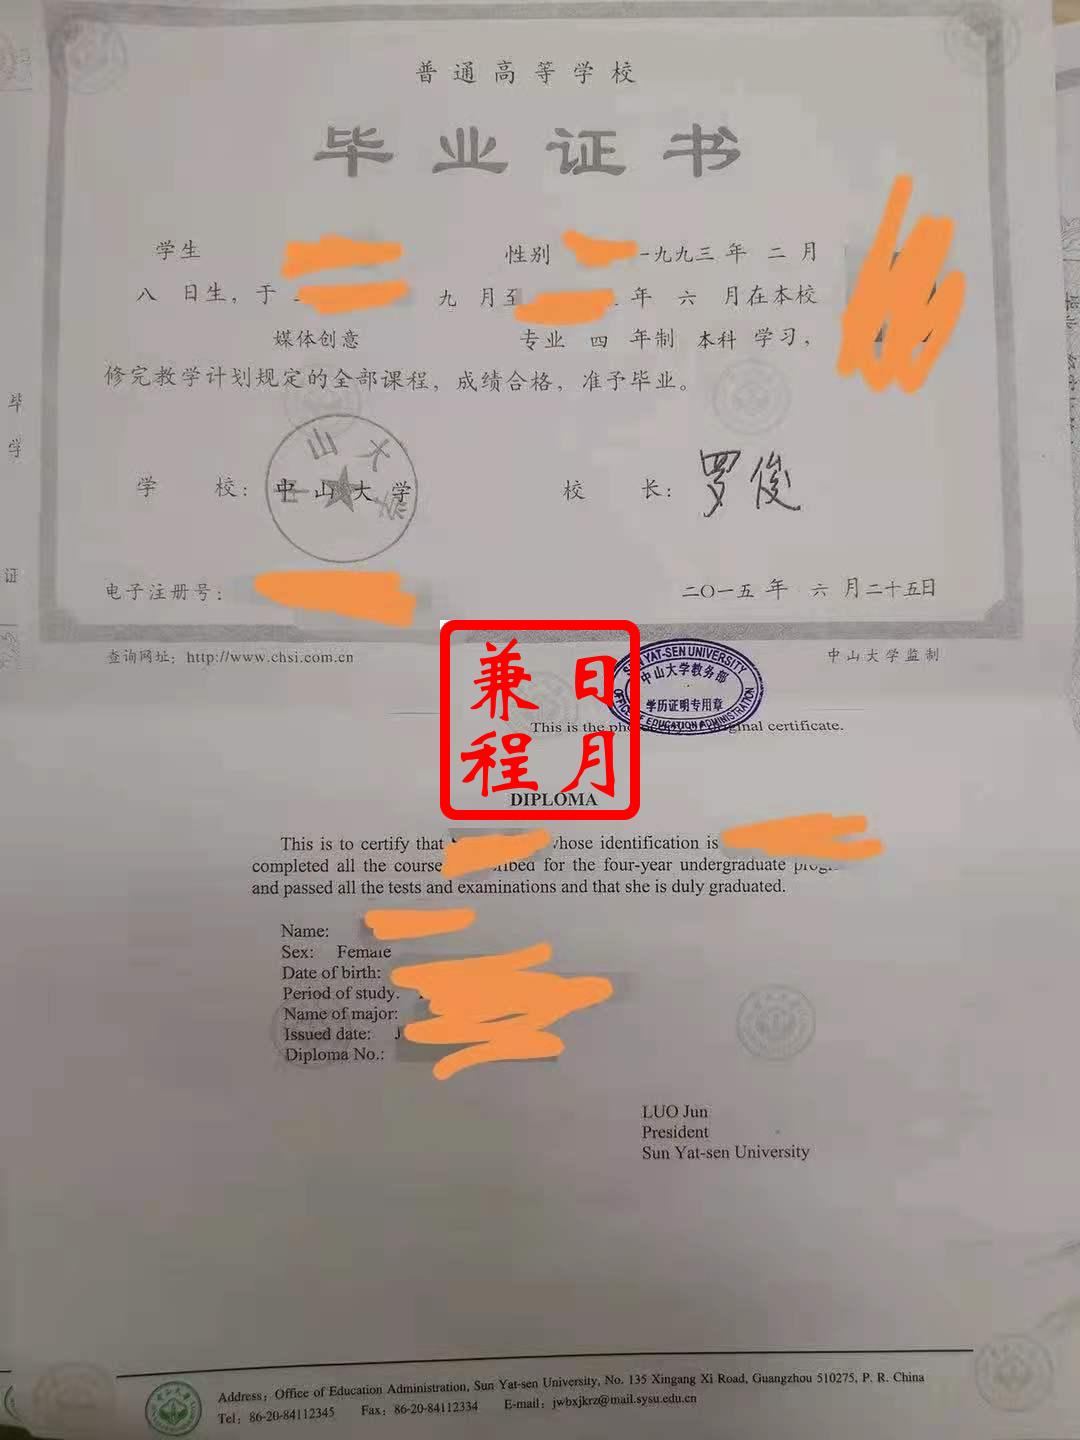 普通高等学校
毕业证书
学生 性别 一九九三年 二月
八 日生，于 九 月至 年 六 月在本校
媒体创意 专业 四 年制 本科 学习，
修完教学计划规定的全部课程，成绩合格，准予毕业。
学 校：中山大学 校 长：罗俊
中山大学
电子注册号： 二〇一五年 六 月二十五日
查询网址：http://www.chsi.com.cn 中山大学监制
SUN YAT-SEN UNIVERSITY
中山大学教务部
学历证明专用章
OFFICE OF EDUCATION ADMINISTRATION
This is the original certificate.
日月兼程
DIPLOMA
This is to certify that whose identification is
completed all the course for the four-year undergraduate
and passed all the tests and examinations and that she is duly graduated.
Name:
Sex: Female
Date of birth:
Period of study:
Name of major:
Issued date:
Diploma No.:
LUO Jun
President
Sun Yat-sen University
Address: Office of Education Administration, Sun Yat-sen University, No. 135 Xingang Xi Road, Guangzhou 510275, P. R. China
Tel: 86-20-84112345 Fax: 86-20-84112334 E-mail: jwbxjkrz@mail.sysu.edu.cn
毕
学
证